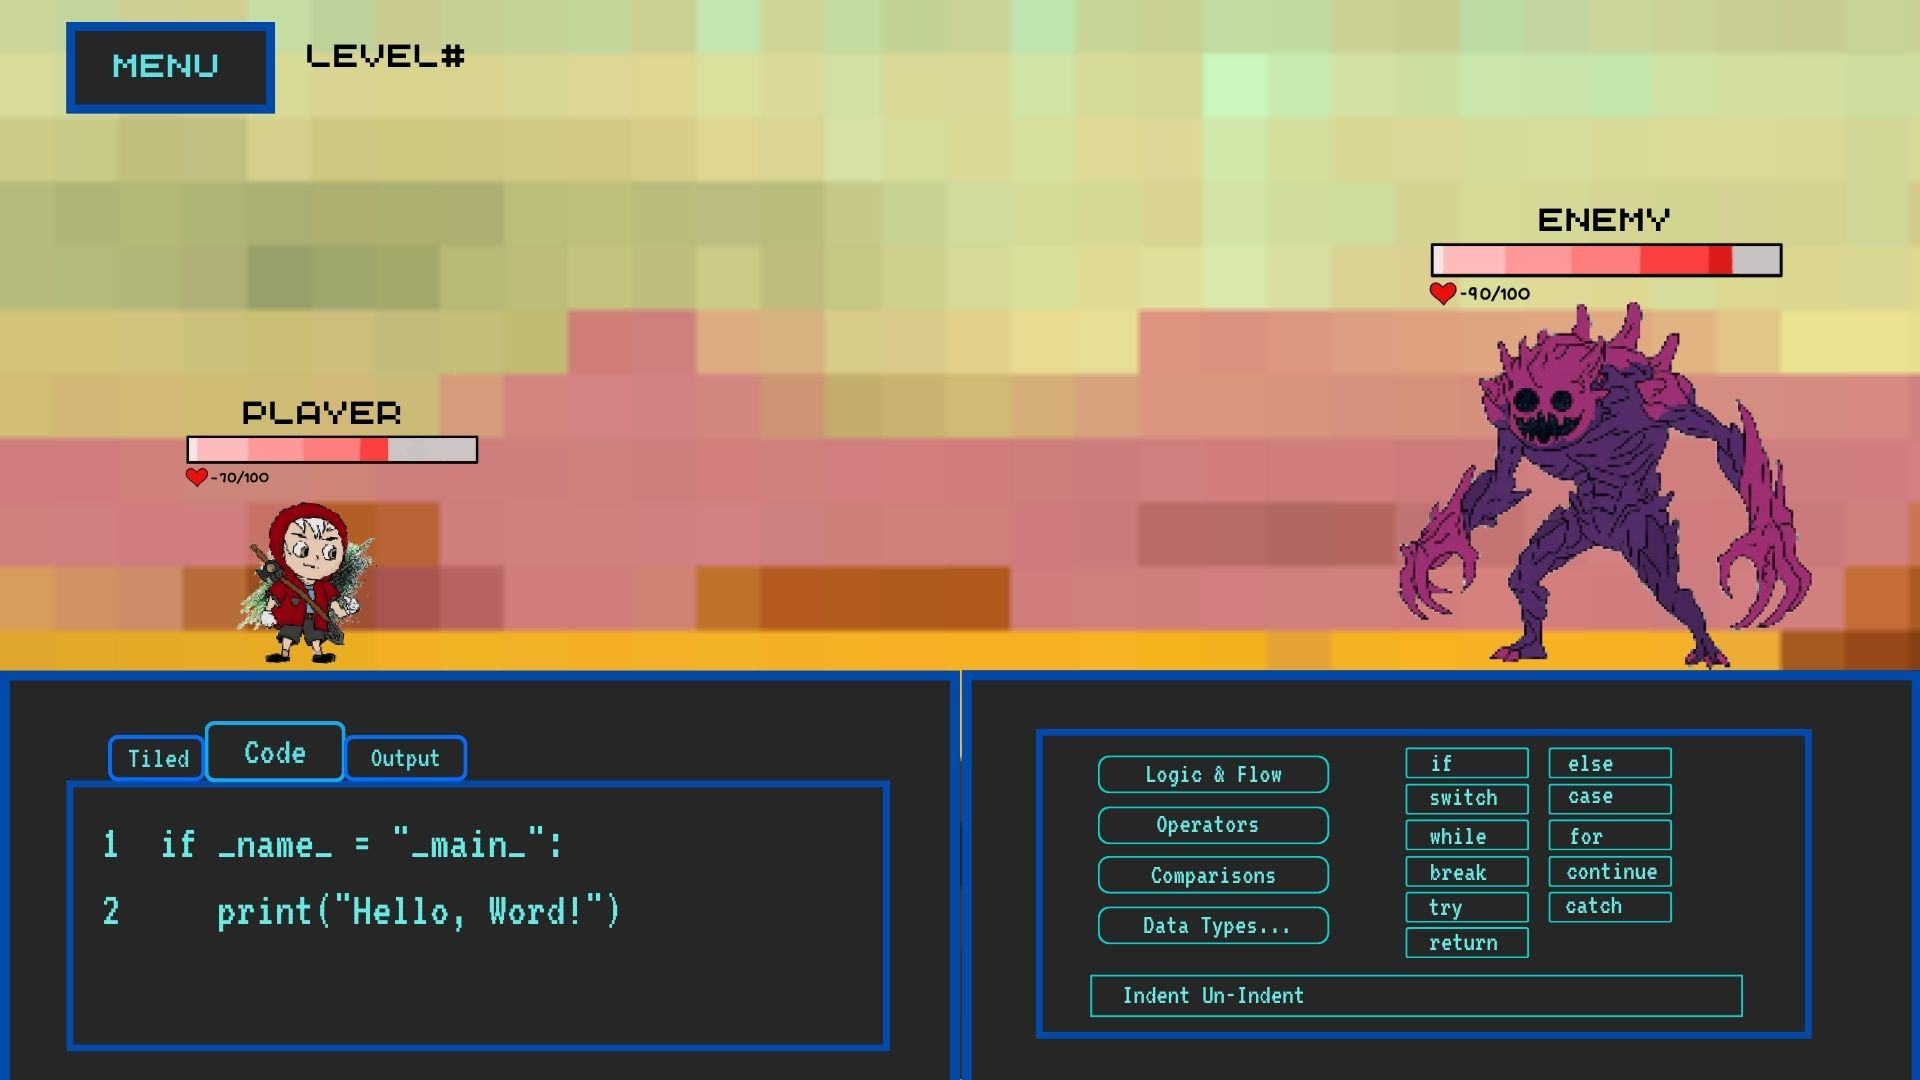 MENU
LEVEL#
ENEMY
-90/100
PLAYER
-70/100
Tiled
Code
Output
1 if _name_ = "_main_":
2 print("Hello, Word!")
Logic & Flow
Operators
Comparisons
Data Types...
if
else
switch
case
while
for
break
continue
try
catch
return
Indent Un-Indent